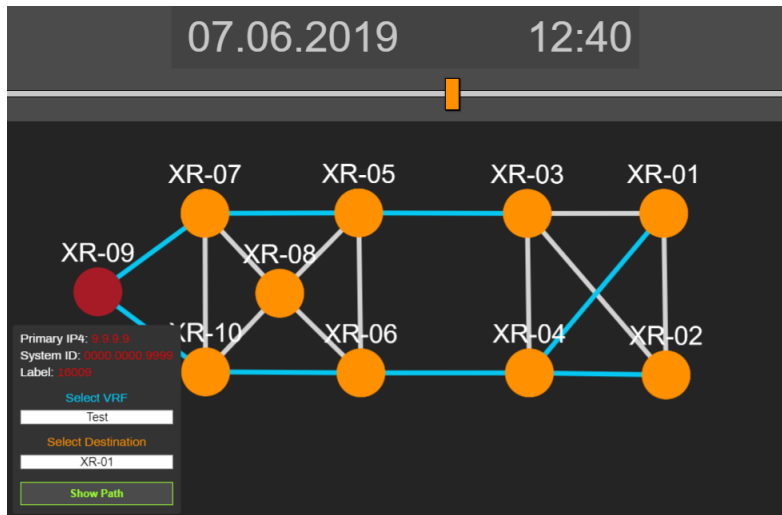 07.06.2019 12:40
XR-07 XR-05 XR-03 XR-01
XR-09 XR-08
XR-10 XR-06 XR-04 XR-02
Primary IP4: 9.9.9.9
System ID: 0000.0000.9999
Label: 16009
Select VRF
Test
Select Destination
XR-01
Show Path